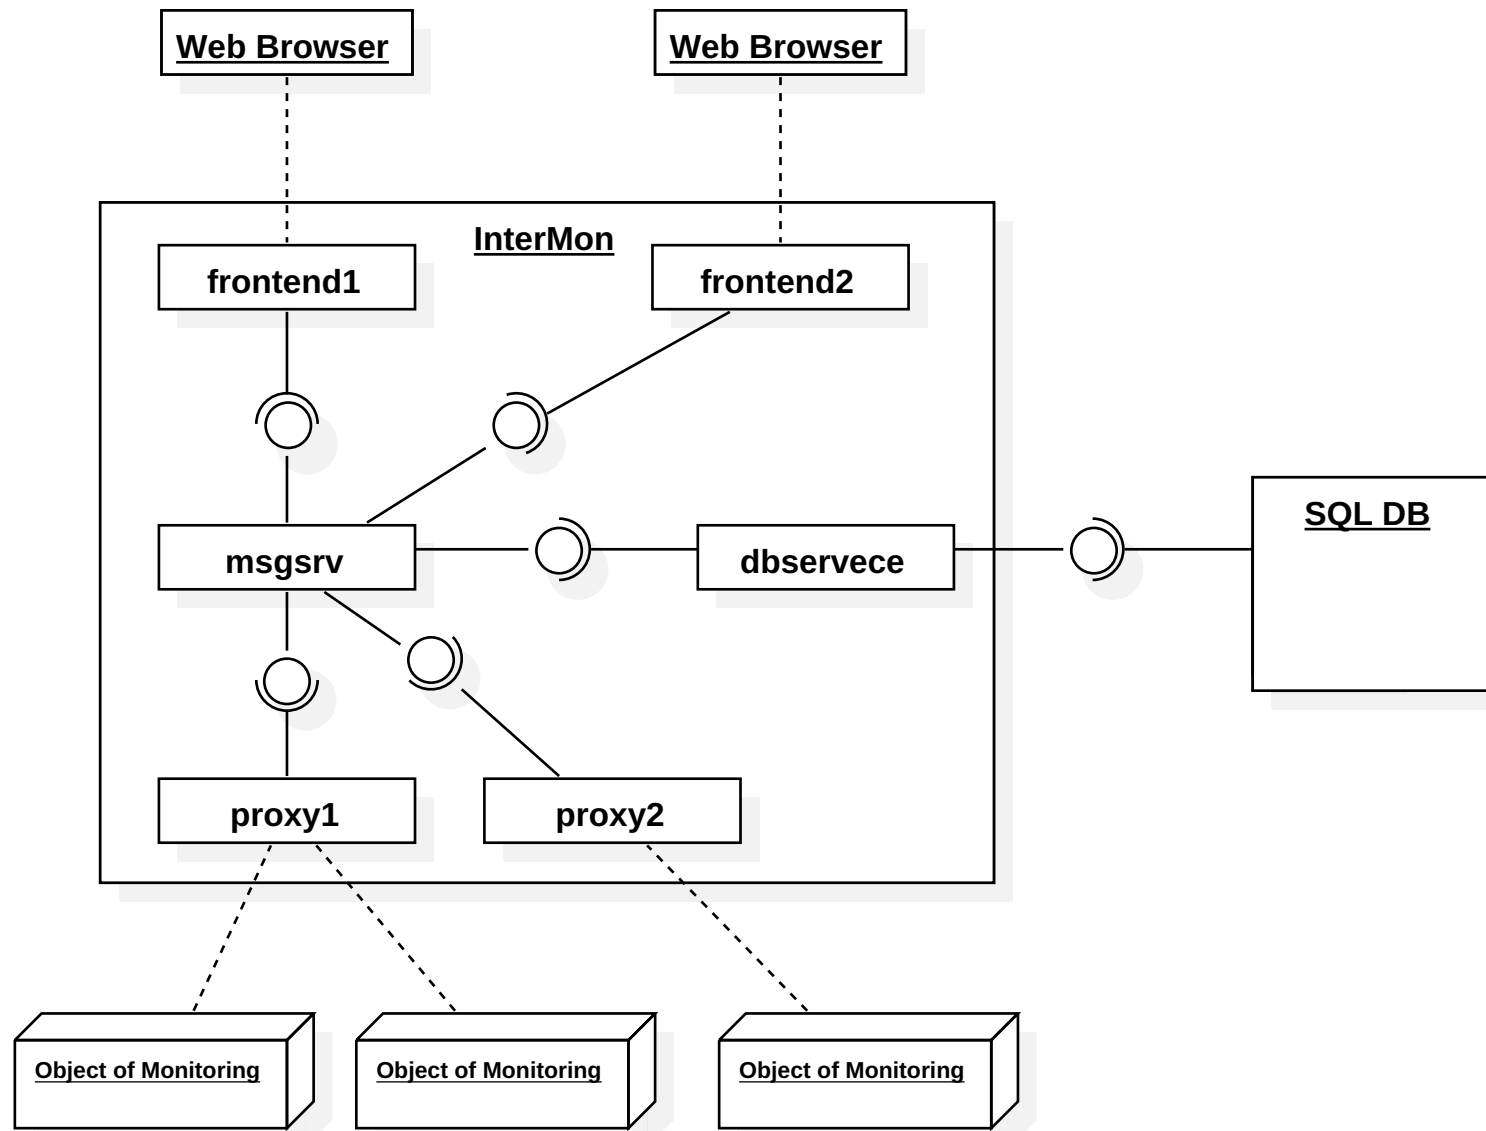 Web Browser
Web Browser
InterMon
frontend1
frontend2
SQL DB
msgsrv
dbservece
proxy1
proxy2
Object of Monitoring
Object of Monitoring
Object of Monitoring